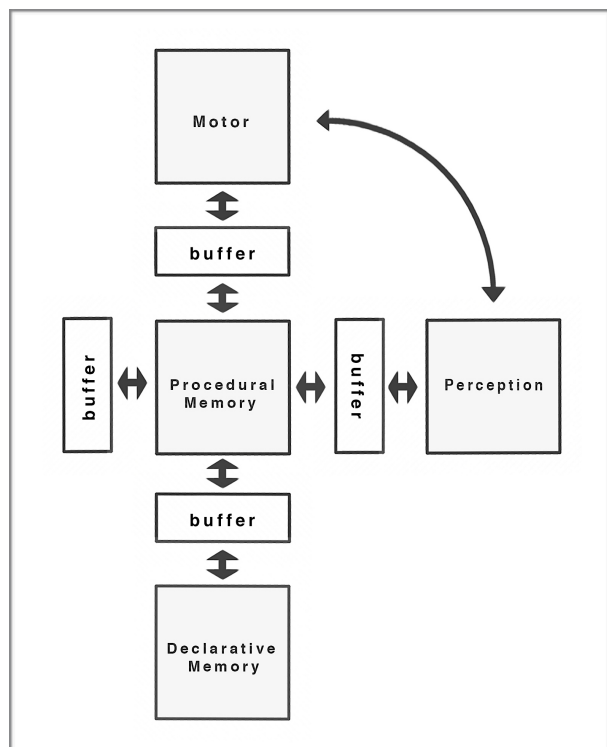 Motor
buffer
buffer
Procedural
Memory
buffer
Perception
buffer
Declarative
Memory